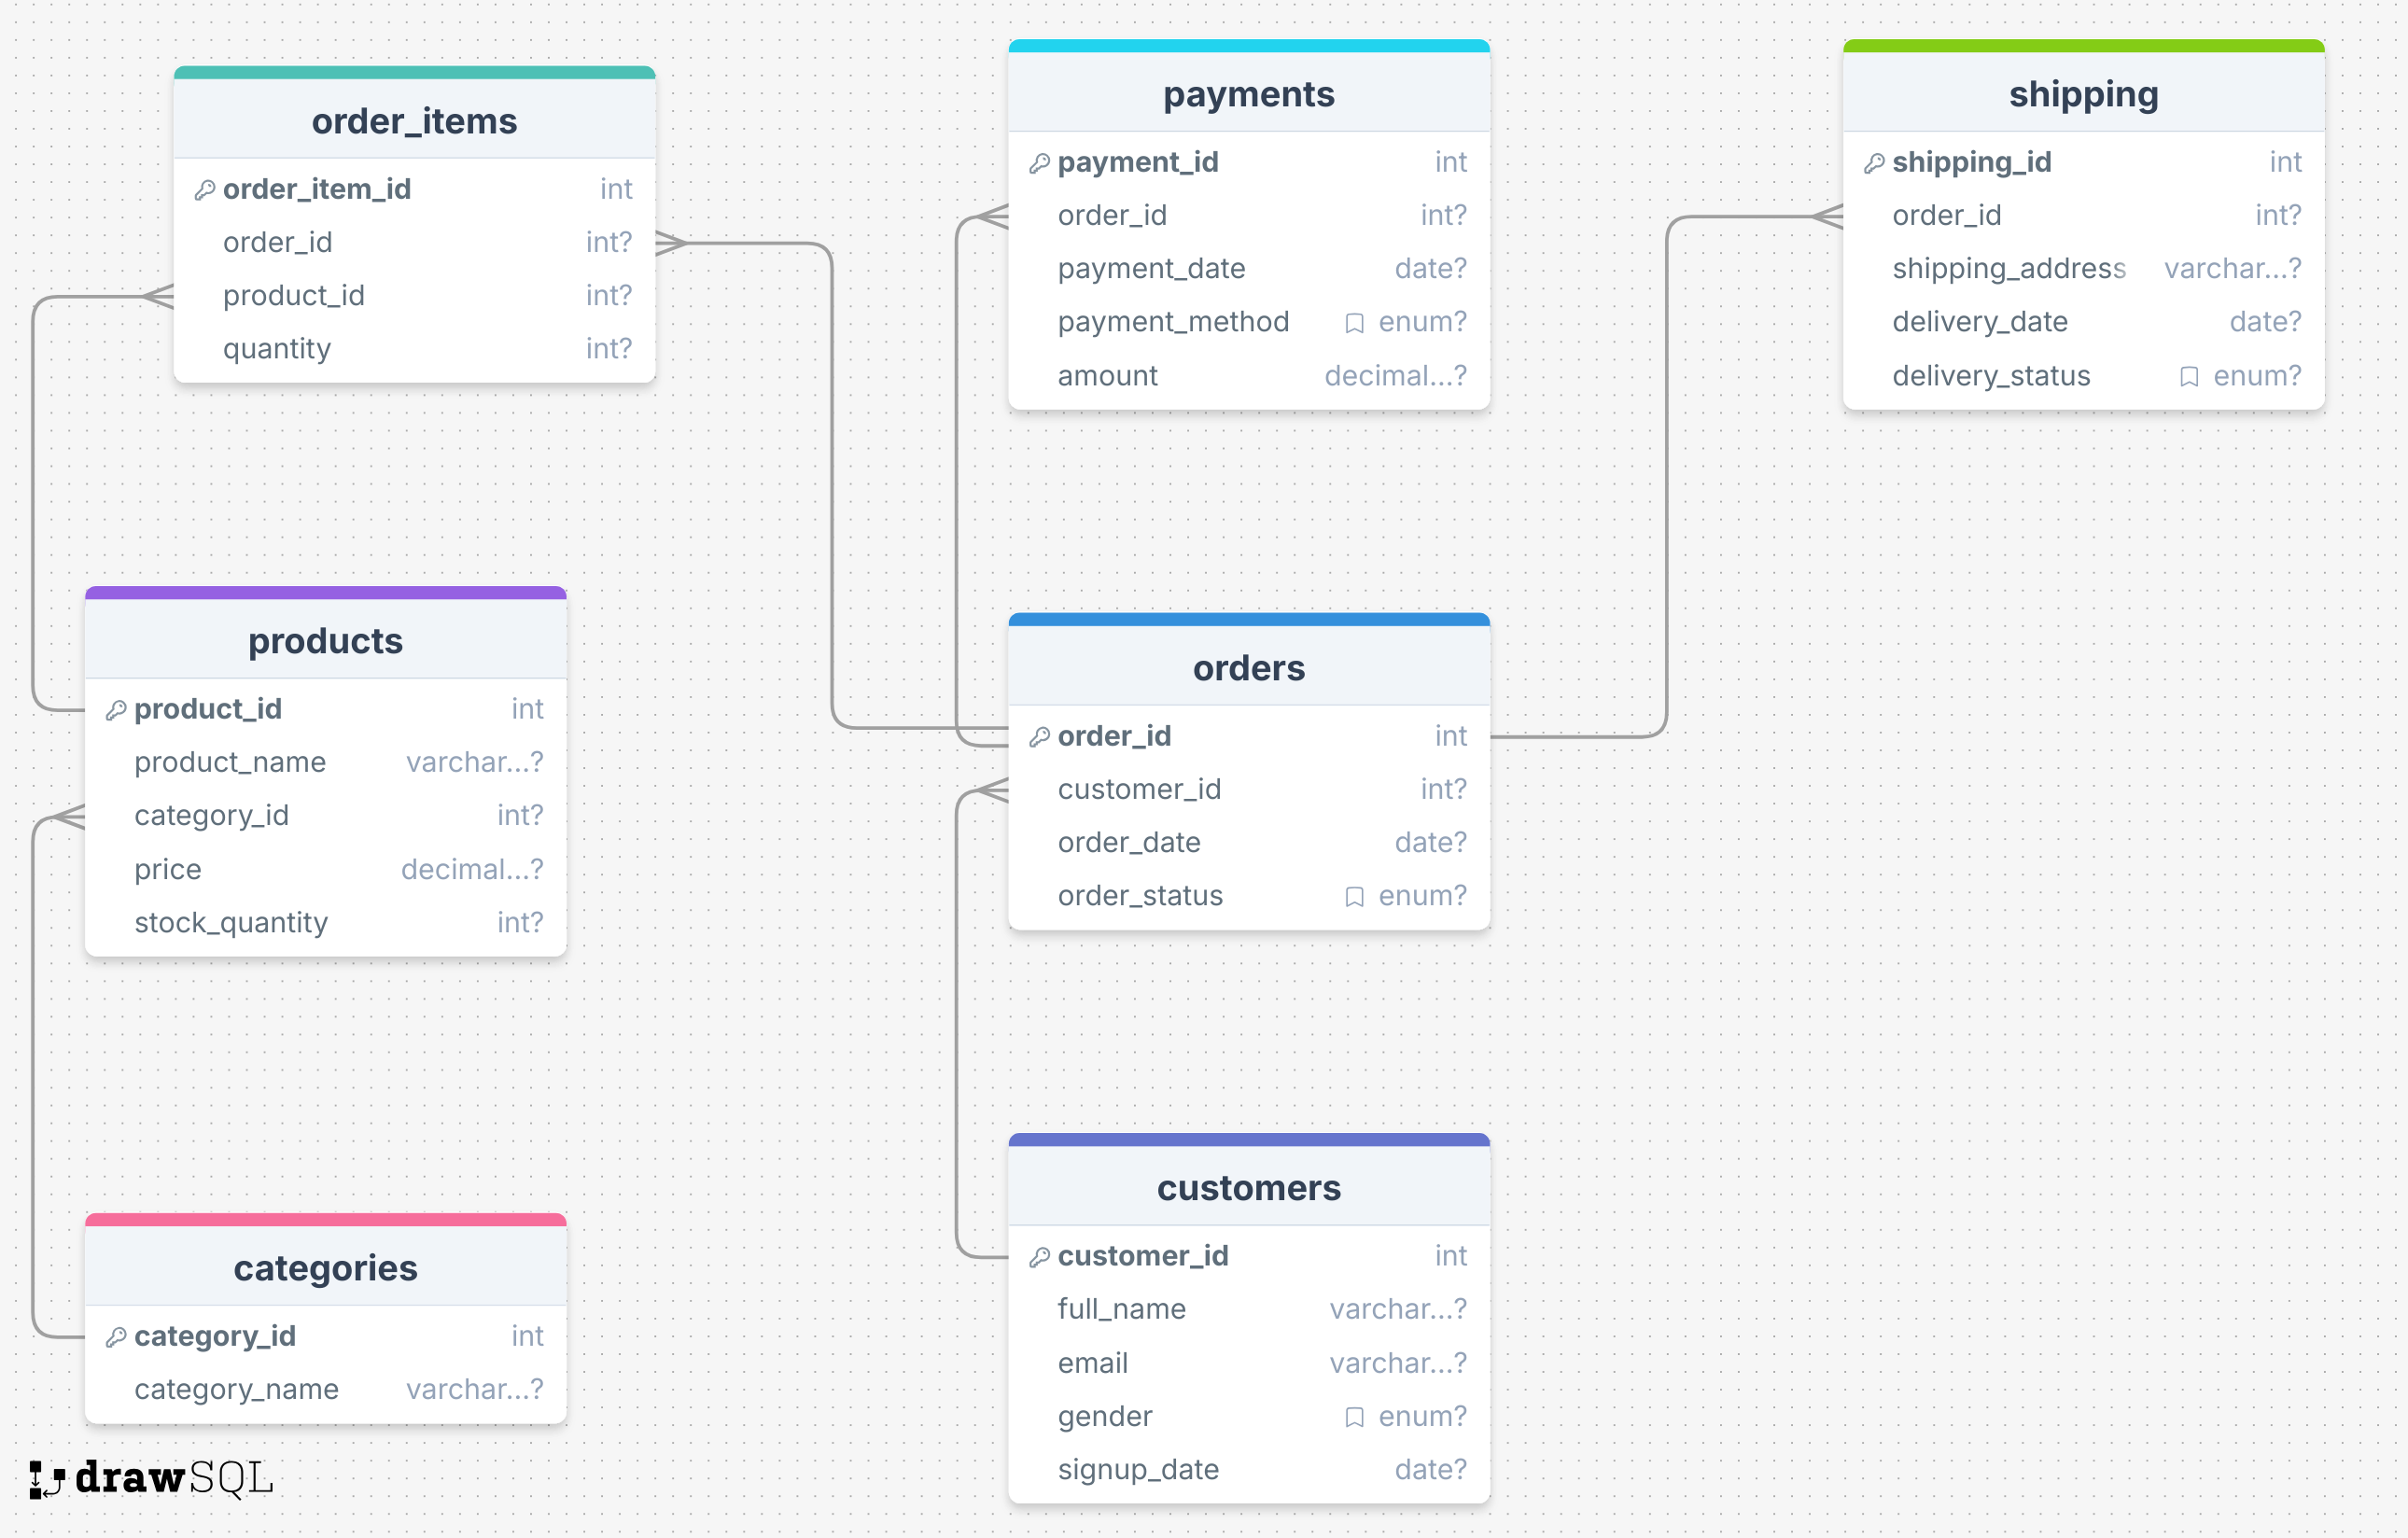 order_items
order_item_id int
order_id int?
product_id int?
quantity int?
payments
payment_id int
order_id int?
payment_date date?
payment_method enum?
amount decimal...?
shipping
shipping_id int
order_id int?
shipping_address varchar...?
delivery_date date?
delivery_status enum?
products
product_id int
product_name varchar...?
category_id int?
price decimal...?
stock_quantity int?
orders
order_id int
customer_id int?
order_date date?
order_status enum?
categories
category_id int
category_name varchar...?
customers
customer_id int
full_name varchar...?
email varchar...?
gender enum?
signup_date date?
drawSQL